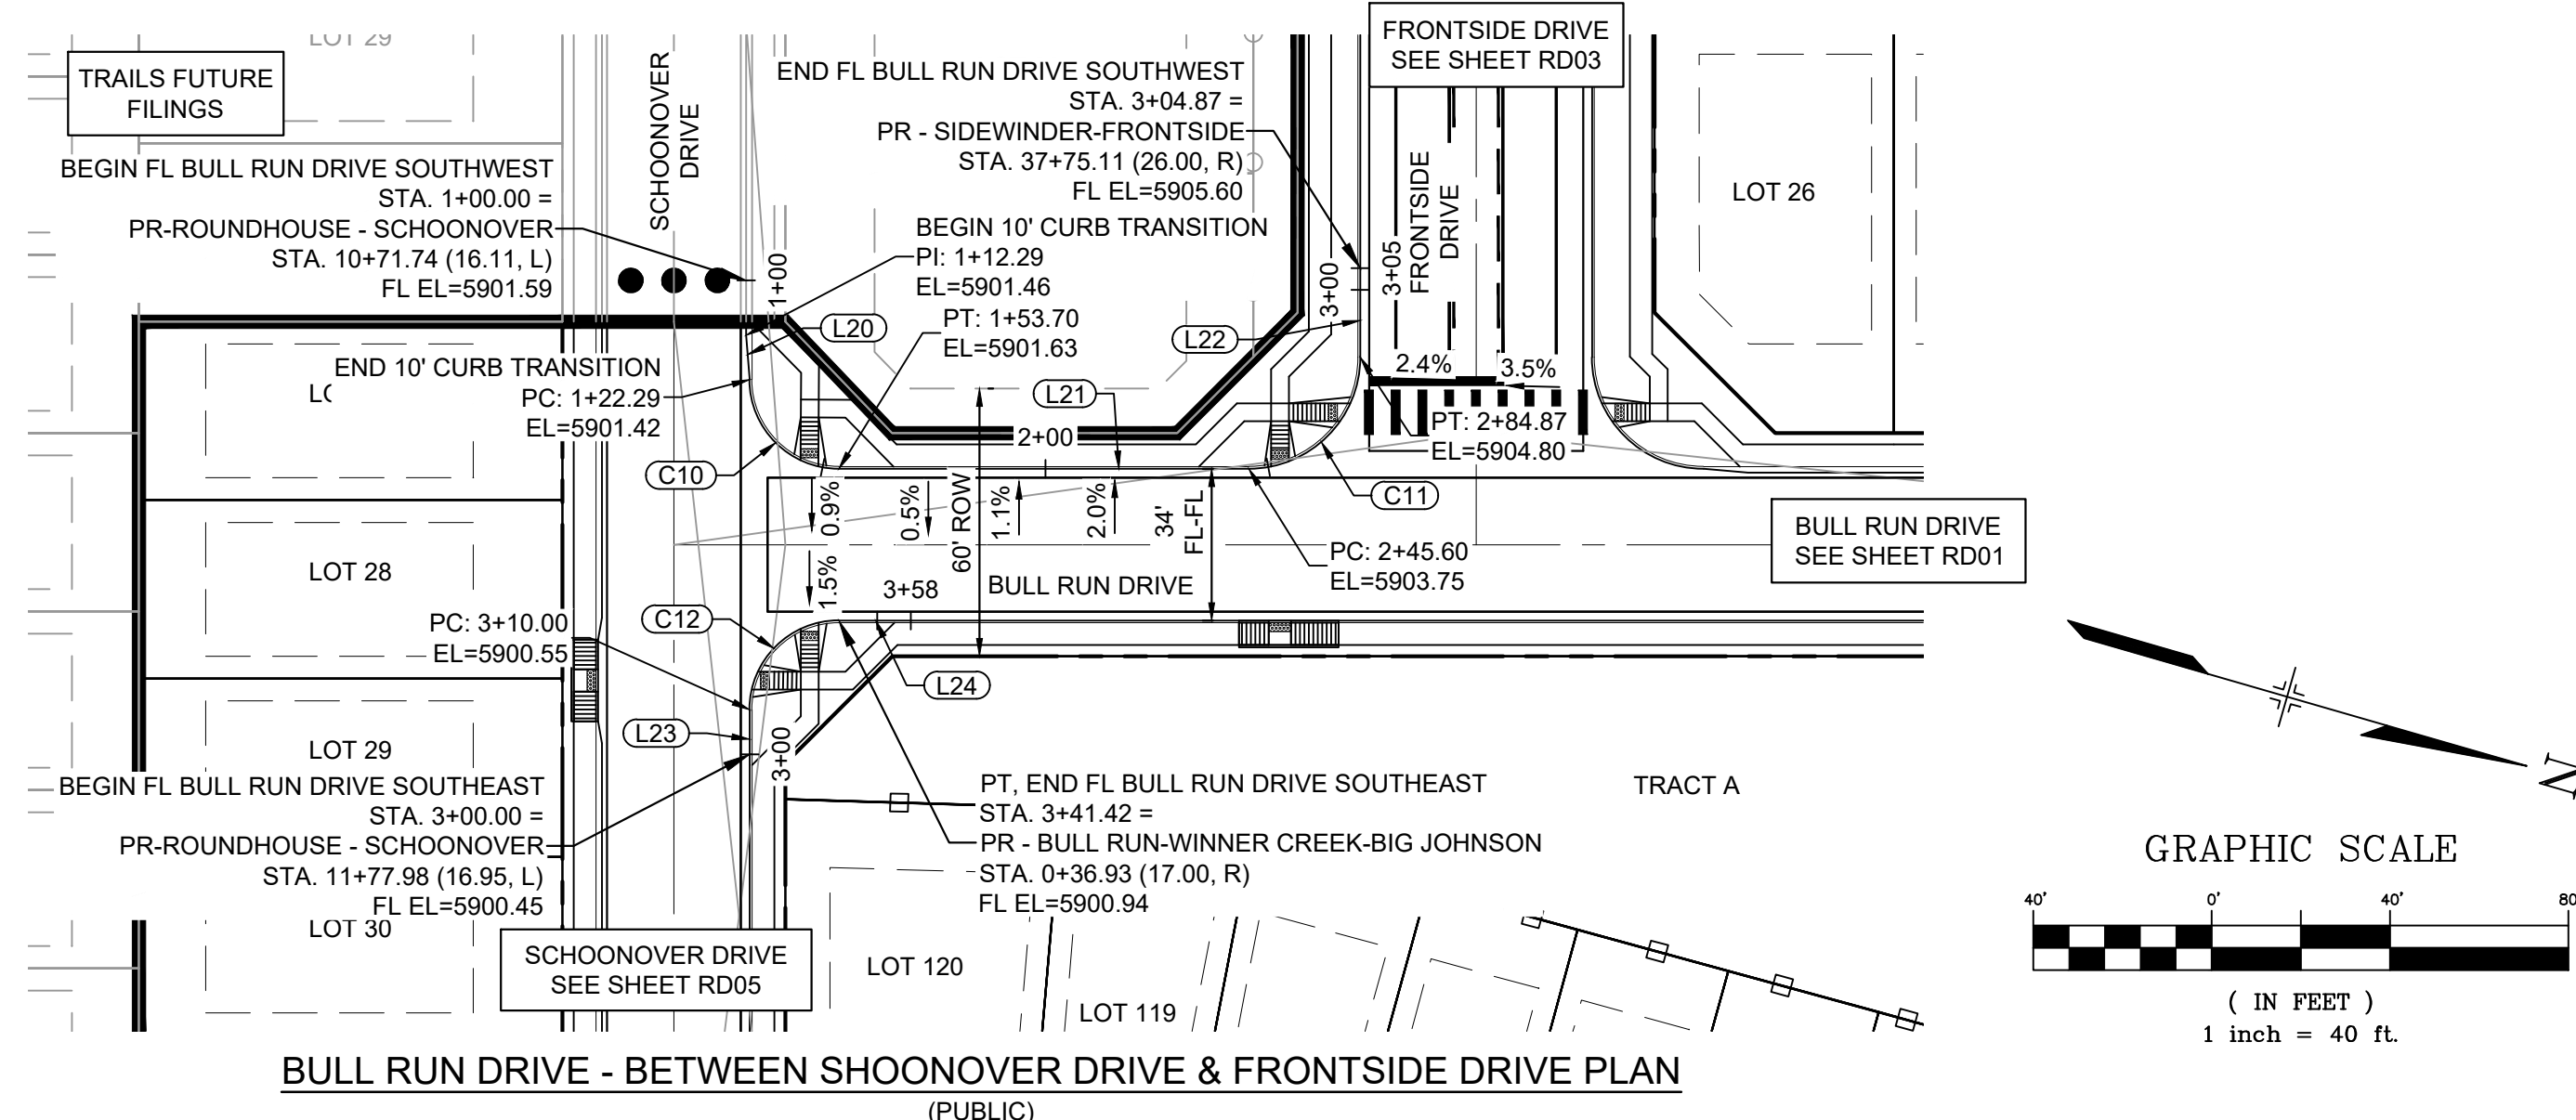 LOT 29
TRAILS FUTURE
FILINGS
SCHOONOVER
DRIVE
END FL BULL RUN DRIVE SOUTHWEST
STA. 3+04.87 =
PR - SIDEWINDER-FRONTSIDE
STA. 37+75.11 (26.00, R)
FL EL=5905.60
FRONTSIDE DRIVE
SEE SHEET RD03
FRONTSIDE
DRIVE
LOT 26
BEGIN FL BULL RUN DRIVE SOUTHWEST
STA. 1+00.00 =
PR-ROUNDHOUSE - SCHOONOVER
STA. 10+71.74 (16.11, L)
FL EL=5901.59
BEGIN 10' CURB TRANSITION
PI: 1+12.29
EL=5901.46
PT: 1+53.70
EL=5901.63
1+00
3+00
3+05
L20
L22
END 10' CURB TRANSITION
PC: 1+22.29
EL=5901.42
L21
2.4%
3.5%
PT: 2+84.87
EL=5904.80
2+00
C10
C11
0.9%
0.5%
1.1%
2.0%
34'
FL-FL
60' ROW
1.5%
BULL RUN DRIVE
SEE SHEET RD01
PC: 2+45.60
EL=5903.75
LOT 28
3+58
BULL RUN DRIVE
C12
PC: 3+10.00
EL=5900.55
L24
L23
3+00
LOT 29
BEGIN FL BULL RUN DRIVE SOUTHEAST
STA. 3+00.00 =
PR-ROUNDHOUSE - SCHOONOVER
STA. 11+77.98 (16.95, L)
FL EL=5900.45
PT, END FL BULL RUN DRIVE SOUTHEAST
STA. 3+41.42 =
PR - BULL RUN-WINNER CREEK-BIG JOHNSON
STA. 0+36.93 (17.00, R)
FL EL=5900.94
TRACT A
LOT 30
SCHOONOVER DRIVE
SEE SHEET RD05
LOT 120
LOT 119
N
GRAPHIC SCALE
40' 0' 40' 80
( IN FEET )
1 inch = 40 ft.
BULL RUN DRIVE - BETWEEN SHOONOVER DRIVE & FRONTSIDE DRIVE PLAN
(PUBLIC)